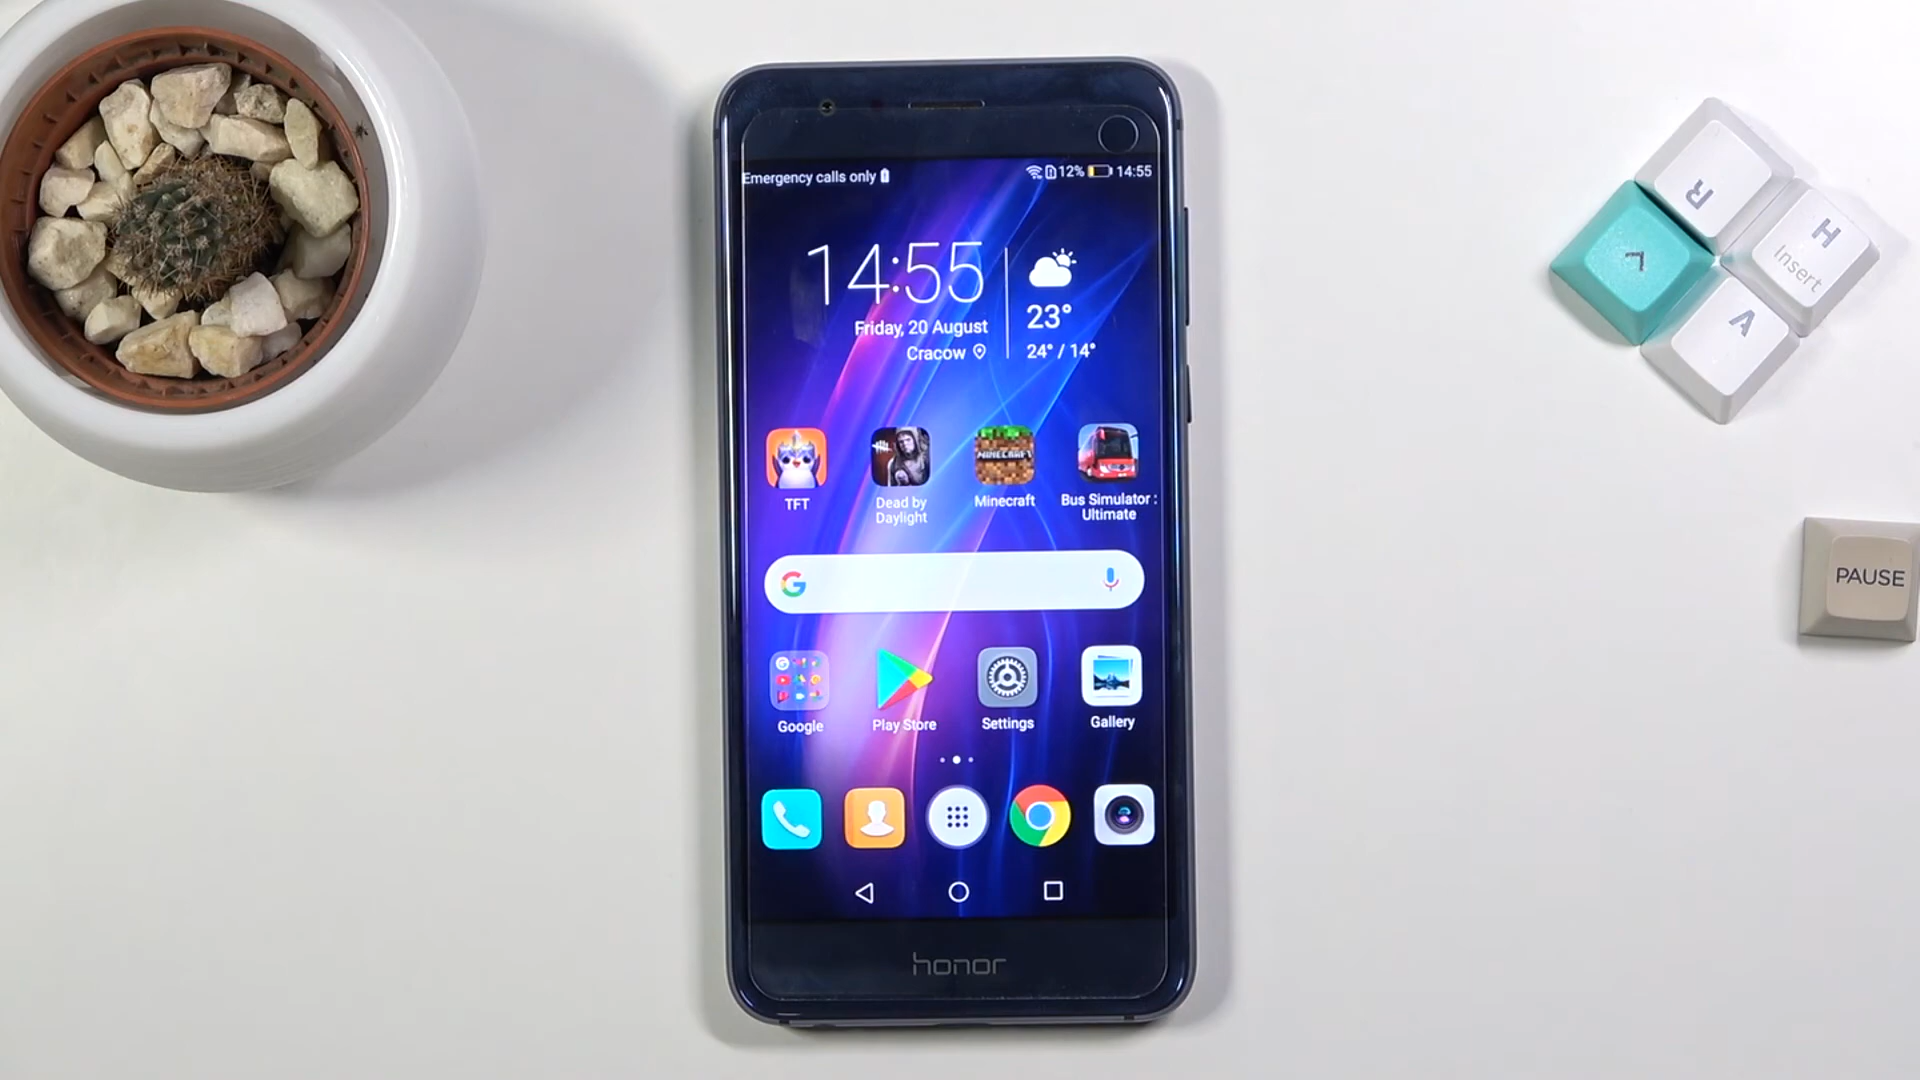 Emergency calls only
12% 14:55
14:55
Friday, 20 August
Cracow
23°
24° / 14°
TFT
Dead by
Daylight
MINECRAFT
Minecraft
Bus Simulator :
Ultimate
G
Google
Play Store
Settings
Gallery
honor
R
H
Insert
V
A
PAUSE